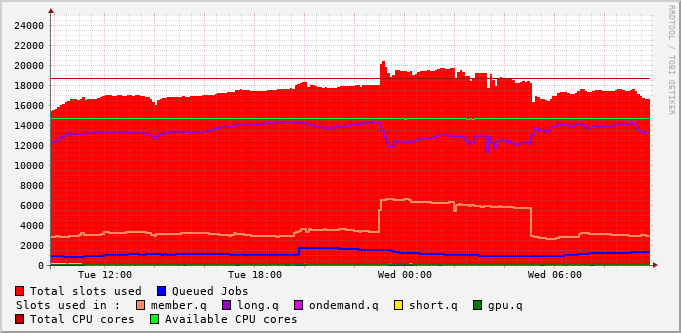 RRDTOOL / TOBI OETIKER
24000
22000
20000
18000
16000
14000
12000
10000
8000
6000
4000
2000
0
Tue 12:00 Tue 18:00 Wed 00:00 Wed 06:00
Total slots used Queued Jobs
Slots used in : member.q long.q ondemand.q short.q gpu.q
Total CPU cores Available CPU cores